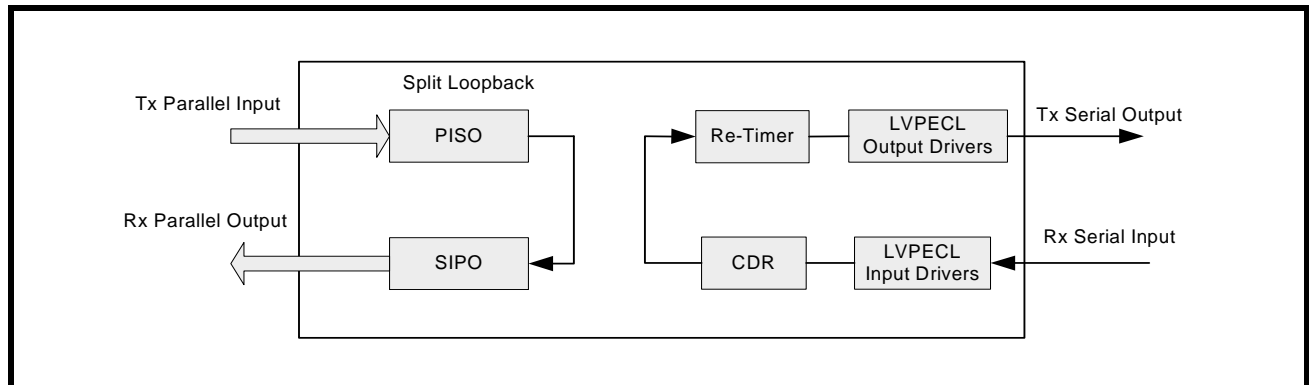 Split Loopback
Tx Parallel Input
PISO
Re-Timer
LVPECL
Output Drivers
Tx Serial Output
Rx Parallel Output
SIPO
CDR
LVPECL
Input Drivers
Rx Serial Input